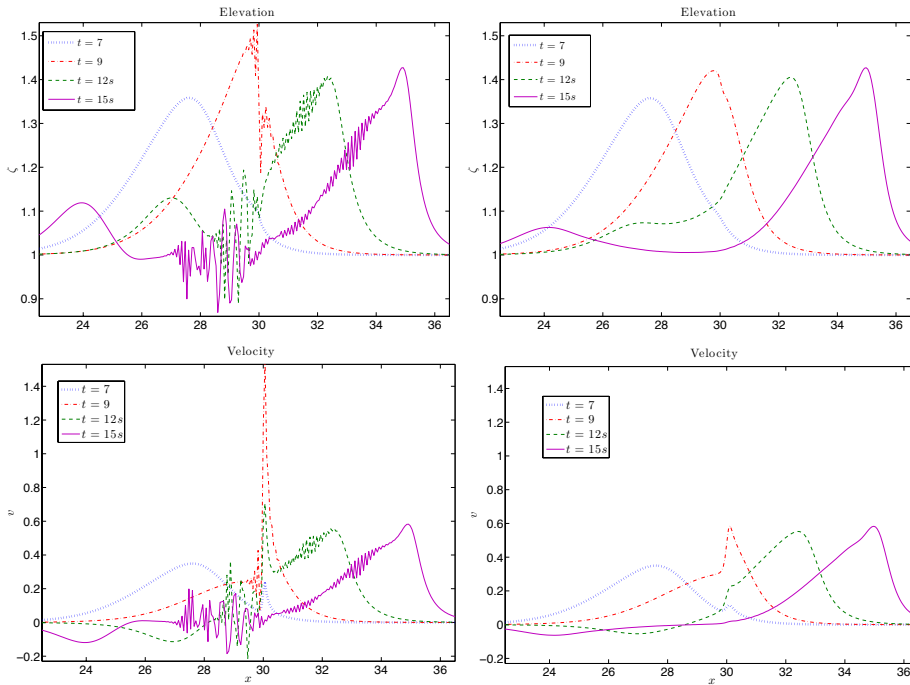 Elevation
1.5
1.4
1.3
1.2
1.1
1
0.9
ζ
24 26 28 30 32 34 36
t = 7
t = 9
t = 12s
t = 15s
Elevation
1.5
1.4
1.3
1.2
1.1
1
0.9
ζ
24 26 28 30 32 34 36
t = 7
t = 9
t = 12s
t = 15s
Velocity
1.4
1.2
1
0.8
0.6
0.4
0.2
0
−0.2
v
24 26 28 30 32 34 36
x
t = 7
t = 9
t = 12s
t = 15s
Velocity
1.4
1.2
1
0.8
0.6
0.4
0.2
0
−0.2
v
24 26 28 30 32 34 36
x
t = 7
t = 9
t = 12s
t = 15s